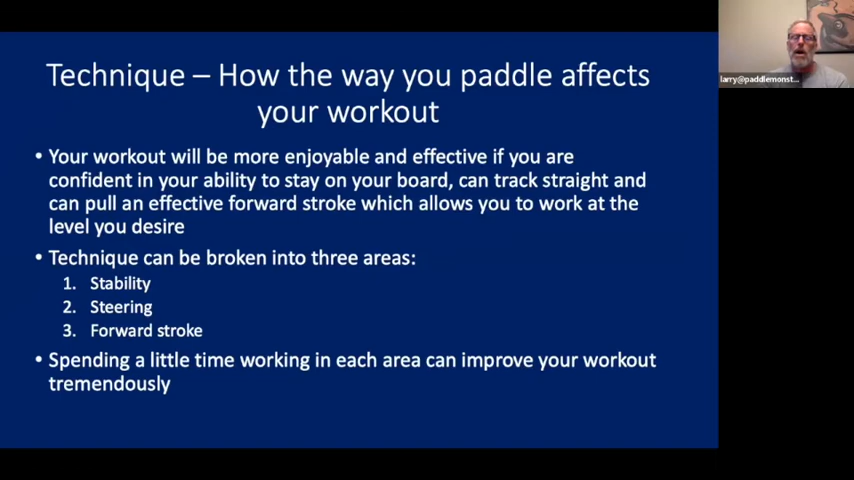 Technique – How the way you paddle affects
your workout
• Your workout will be more enjoyable and effective if you are
confident in your ability to stay on your board, can track straight and
can pull an effective forward stroke which allows you to work at the
level you desire
• Technique can be broken into three areas:
1. Stability
2. Steering
3. Forward stroke
• Spending a little time working in each area can improve your workout
tremendously
larry@paddlemonst...